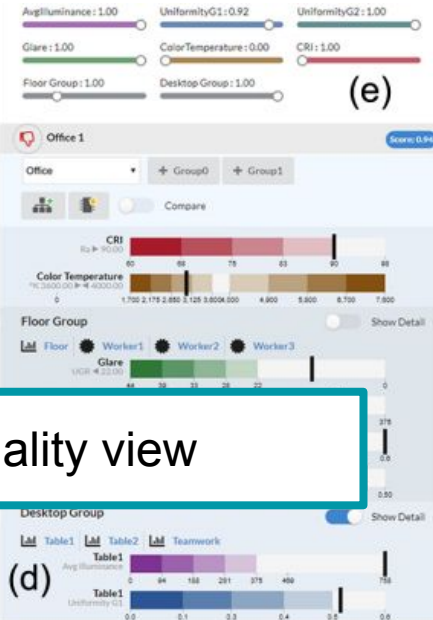 AvgIlluminance : 1.00 UniformityG1 : 0.92 UniformityG2 : 1.00
Glare : 1.00 ColorTemperature : 0.00 CRI : 1.00
Floor Group : 1.00 Desktop Group : 1.00
(e)
Office 1 Score: 0.94
Office + Group0 + Group1
Compare
CRI
Ra ▶ 90.00
60 68 75 83 90 98
Color Temperature
°K 3600.00 ▶ ◀ 4000.00
0 1,700 2,175 2,650 3,125 3,600 4,000 4,900 5,800 6,700 7,600
Floor Group Show Detail
Floor Worker1 Worker2 Worker3
Glare
UGR ◀ 22.00
44 39 33 28 22 0
375
0.6
ality view
0.50
Desktop Group Show Detail
Table1 Table2 Teamwork
Table1
Avg Illuminance
0 94 188 281 375 469 756
(d)
Table1
Uniformity G1
0.0 0.1 0.3 0.4 0.5 0.6